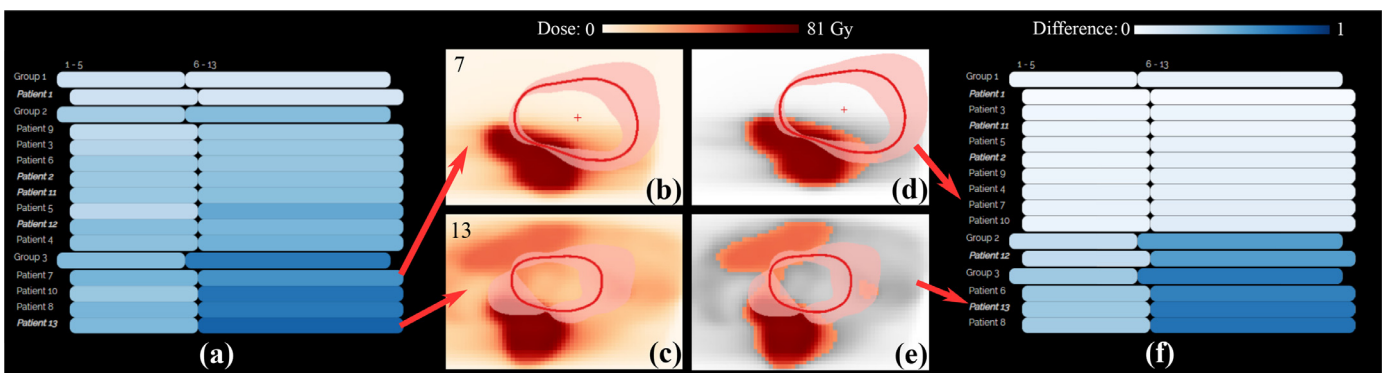 Dose: 0 81 Gy
Difference: 0 1
1 - 5 6 - 13
Group 1
Patient 1
Group 2
Patient 9
Patient 3
Patient 6
Patient 2
Patient 11
Patient 5
Patient 12
Patient 4
Group 3
Patient 7
Patient 10
Patient 8
Patient 13
(a)
7
(b)
13
(c)
(d)
(e)
1 - 5 6 - 13
Group 1
Patient 1
Patient 3
Patient 11
Patient 5
Patient 2
Patient 9
Patient 4
Patient 7
Patient 10
Group 2
Patient 12
Group 3
Patient 6
Patient 13
Patient 8
(f)